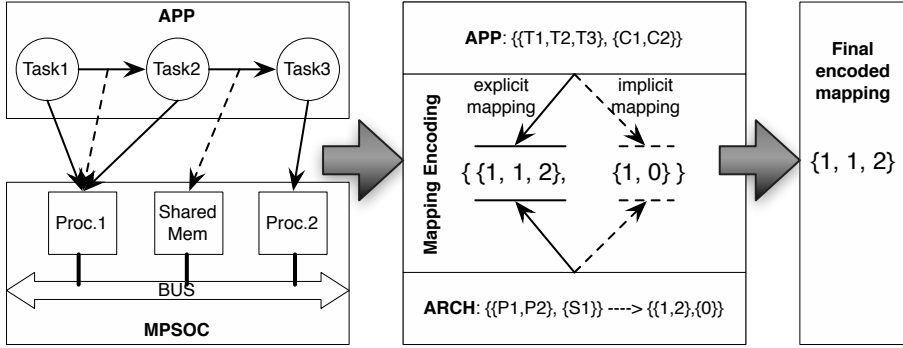 APP
Task1
Task2
Task3
Proc.1
Shared
Mem
Proc.2
BUS
MPSOC
APP: {{T1,T2,T3}, {C1,C2}}
explicit
mapping
implicit
mapping
Mapping Encoding
{ {1, 1, 2}, {1, 0} }
ARCH: {{P1,P2}, {S1}} ----> {{1,2},{0}}
Final
encoded
mapping
{1, 1, 2}